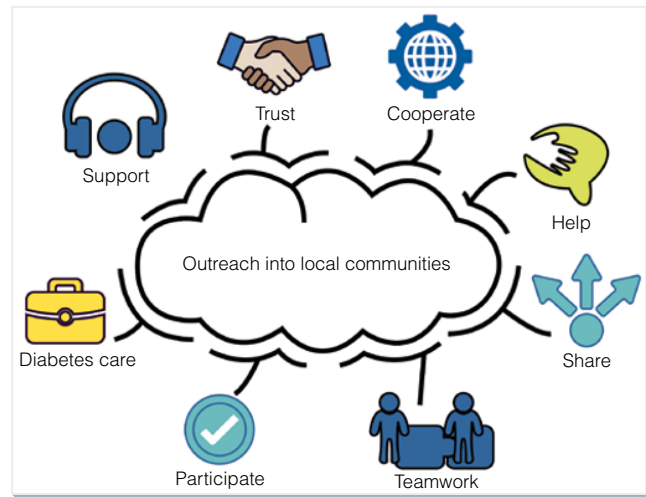 Trust
Cooperate
Support
Help
Outreach into local communities
Diabetes care
Share
Participate
Teamwork